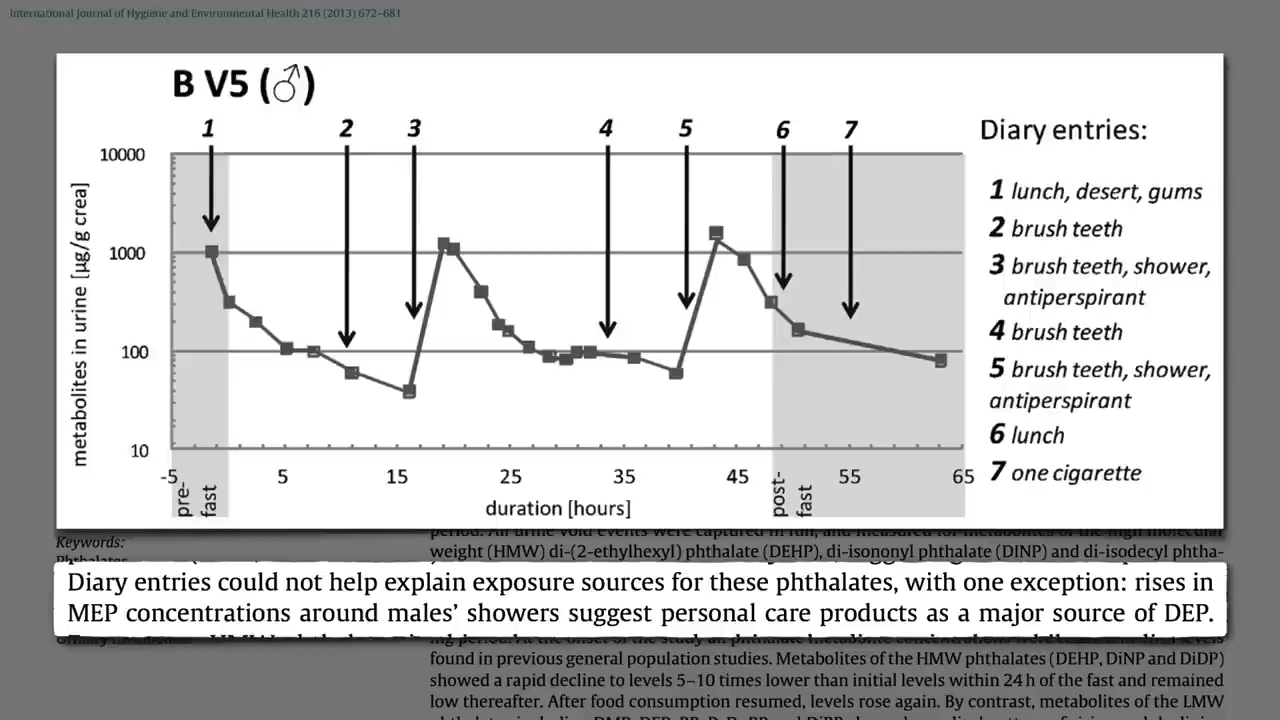 International Journal of Hygiene and Environmental Health 216 (2013) 672–681
B V5 (♂)
1 2 3 4 5 6 7
Diary entries:
1 lunch, desert, gums
2 brush teeth
3 brush teeth, shower,
antiperspirant
4 brush teeth
5 brush teeth, shower,
antiperspirant
6 lunch
7 one cigarette
metabolites in urine [µg/g crea]
10000
1000
100
10
-5 5 15 25 35 45 55 65
pre-
fast
duration [hours]
post-
fast
Keywords:
Phthalates
weight (HMW) di-(2-ethylhexyl) phthalate (DEHP), di-isononyl phthalate (DINP) and di-isodecyl phtha-
Diary entries could not help explain exposure sources for these phthalates, with one exception: rises in
MEP concentrations around males’ showers suggest personal care products as a major source of DEP.
found in previous general population studies. Metabolites of the HMW phthalates (DEHP, DiNP and DiDP)
showed a rapid decline to levels 5–10 times lower than initial levels within 24 h of the fast and remained
low thereafter. After food consumption resumed, levels rose again. By contrast, metabolites of the LMW